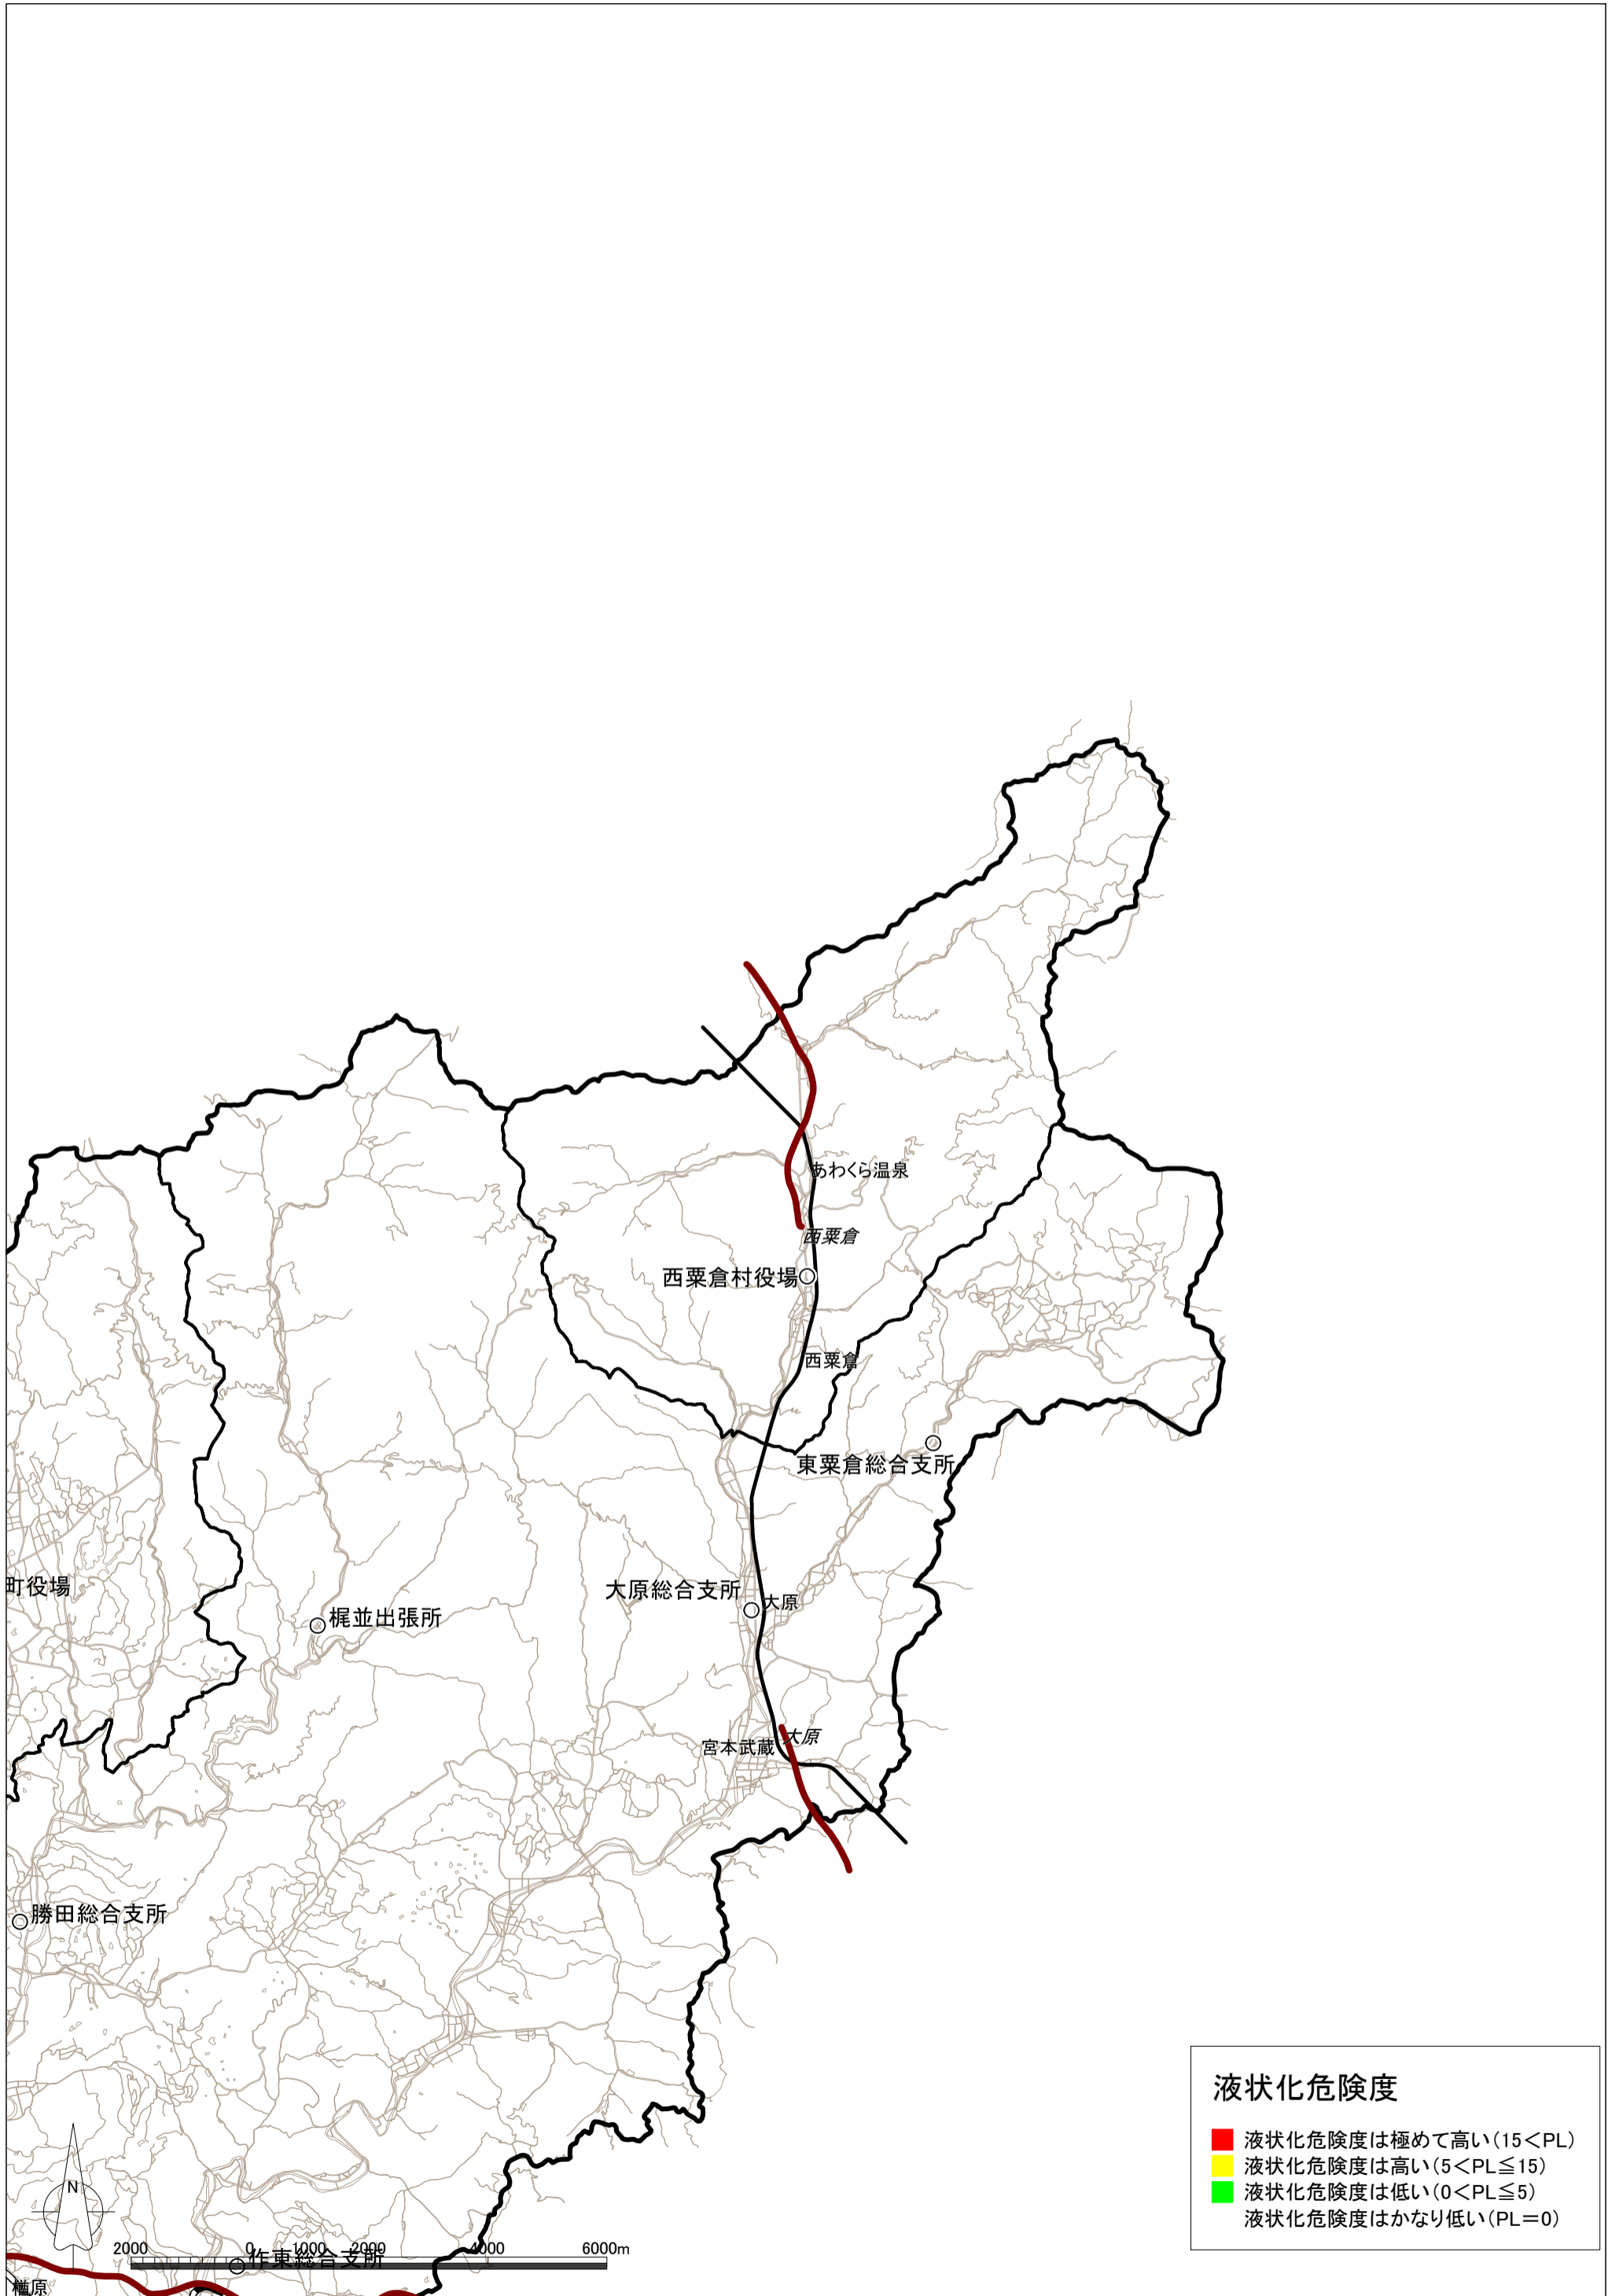 あわくら温泉
西粟倉
西粟倉村役場
西粟倉
東粟倉総合支所
町役場
大原総合支所
大原
梶並出張所
大原
宮本武蔵
勝田総合支所
液状化危険度
液状化危険度は極めて高い(15<PL)
液状化危険度は高い(5<PL≦15)
液状化危険度は低い(0<PL≦5)
液状化危険度はかなり低い(PL=0)
N
2000 0 1000 2000 4000 6000m
作東総合支所
楢原